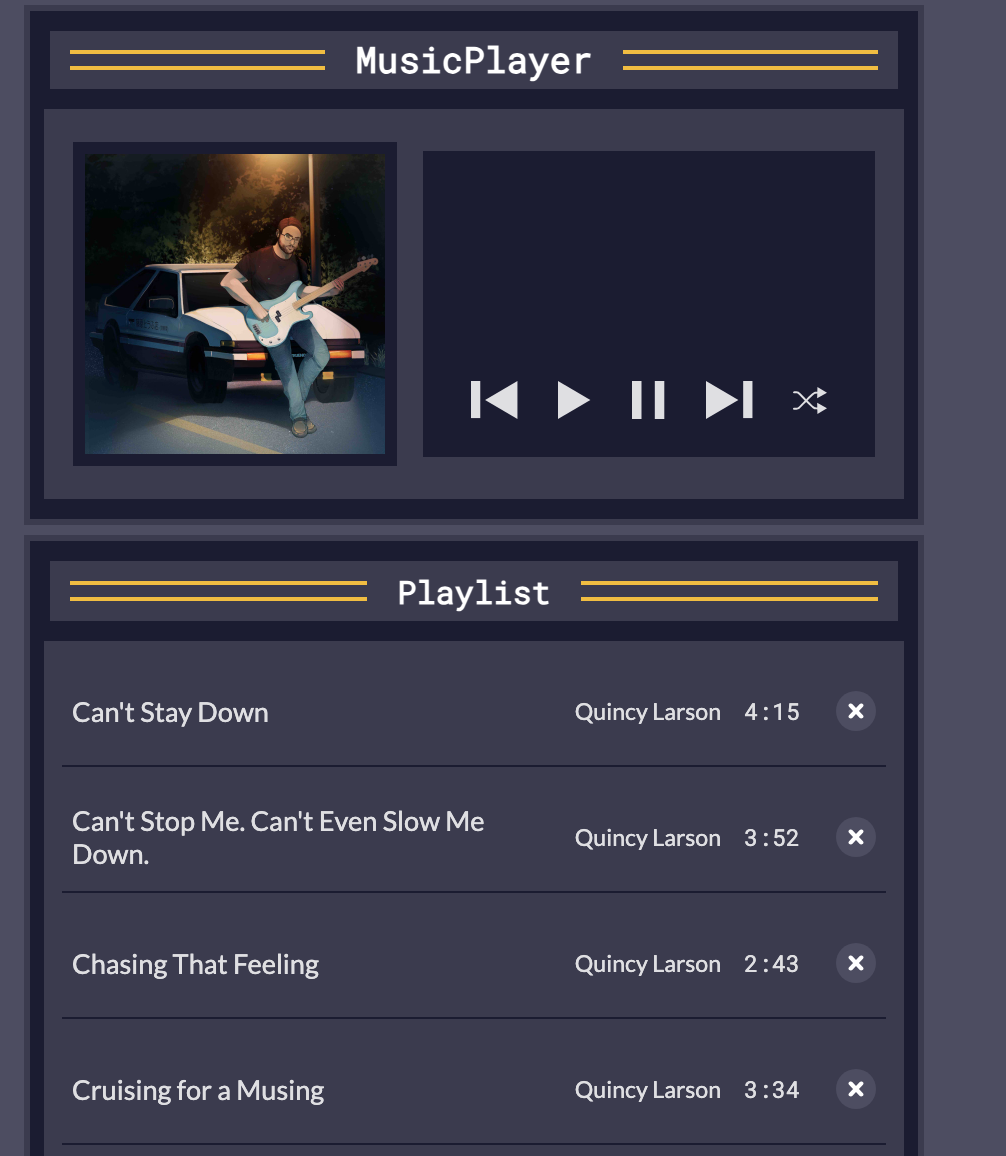 MusicPlayer
Playlist
Can't Stay Down Quincy Larson 4:15
Can't Stop Me. Can't Even Slow Me
Down. Quincy Larson 3:52
Chasing That Feeling Quincy Larson 2:43
Cruising for a Musing Quincy Larson 3:34